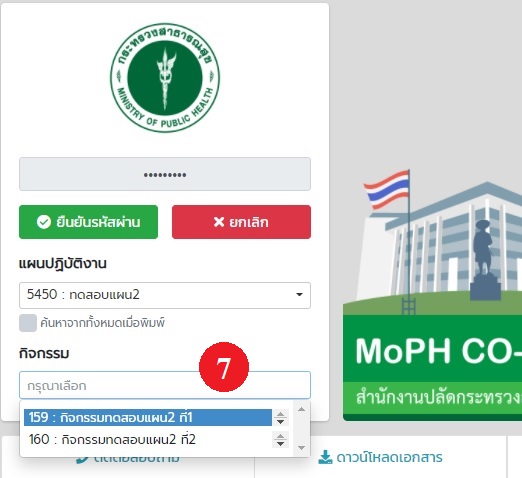 กระทรวงสาธารณสุข
MINISTRY OF PUBLIC HEALTH
•••••••••
ยืนยันรหัสผ่าน
ยกเลิก
แผนปฏิบัติงาน
5450 : ทดสอบแผน2
ค้นหาจากทั้งหมดเมื่อพิมพ์
กิจกรรม
7
กรุณาเลือก
159 : กิจกรรมทดสอบแผน2 ที่1
160 : กิจกรรมทดสอบแผน2 ที่2
MoPH CO-
สำนักงานปลัดกระทรวง
ติดต่อสอบถาม
ดาวน์โหลดเอกสาร